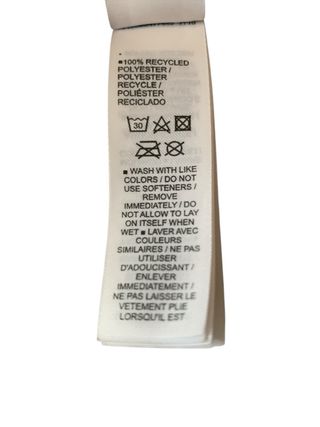 ■100% RECYCLED
POLYESTER /
POLYESTER
RECYCLE /
POLIÉSTER
RECICLADO
30
■ WASH WITH LIKE
COLORS / DO NOT
USE SOFTENERS /
REMOVE
IMMEDIATELY / DO
NOT ALLOW TO LAY
ON ITSELF WHEN
WET ■ LAVER AVEC
COULEURS
SIMILAIRES / NE PAS
UTILISER
D'ADOUCISSANT /
ENLEVER
IMMEDIATEMENT /
NE PAS LAISSER LE
VETEMENT PLIE
LORSQU'IL EST